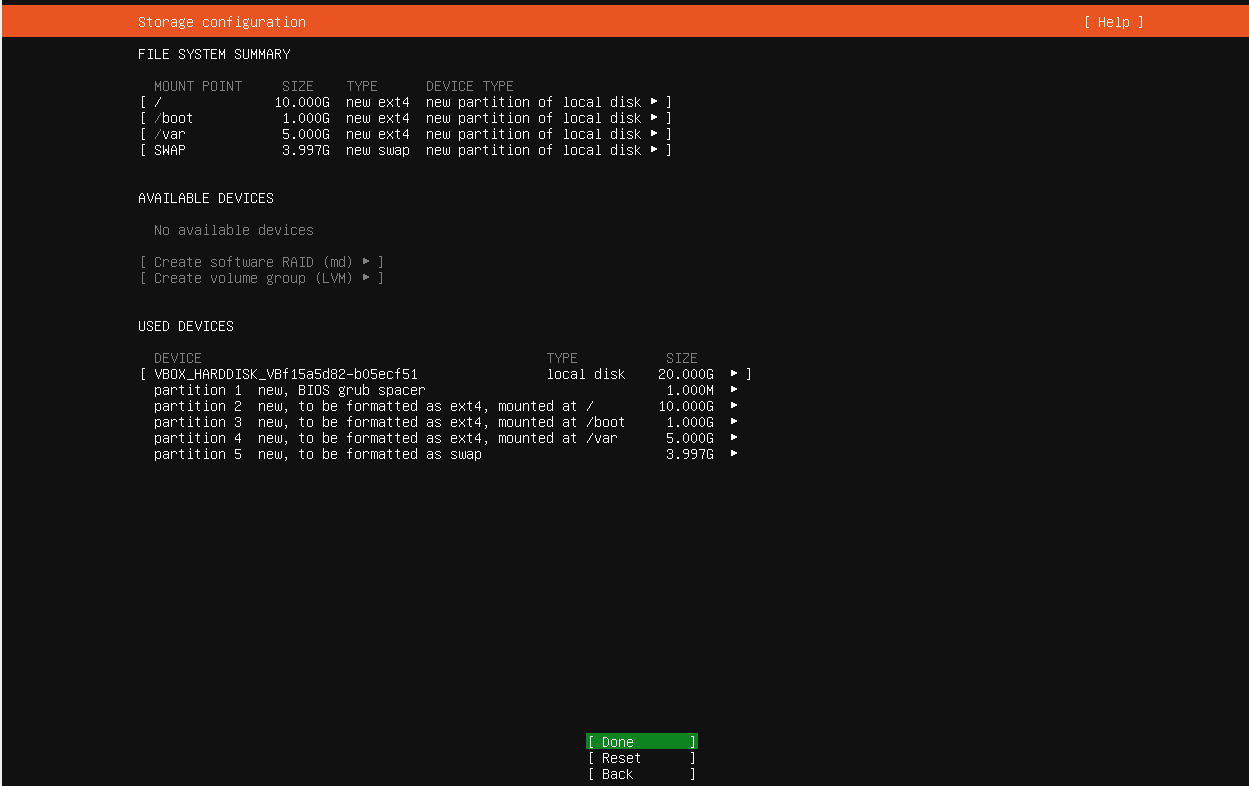 Storage configuration [ Help ]
FILE SYSTEM SUMMARY
MOUNT POINT SIZE TYPE DEVICE TYPE
[ / 10.000G new ext4 new partition of local disk ▸ ]
[ /boot 1.000G new ext4 new partition of local disk ▸ ]
[ /var 5.000G new ext4 new partition of local disk ▸ ]
[ SWAP 3.997G new swap new partition of local disk ▸ ]
AVAILABLE DEVICES
No available devices
[ Create software RAID (md) ▸ ]
[ Create volume group (LVM) ▸ ]
USED DEVICES
DEVICE TYPE SIZE
[ VBOX_HARDDISK_VBf15a5d82-b05ecf51 local disk 20.000G ▸ ]
partition 1 new, BIOS grub spacer 1.000M ▸
partition 2 new, to be formatted as ext4, mounted at / 10.000G ▸
partition 3 new, to be formatted as ext4, mounted at /boot 1.000G ▸
partition 4 new, to be formatted as ext4, mounted at /var 5.000G ▸
partition 5 new, to be formatted as swap 3.997G ▸
[ Done ]
[ Reset ]
[ Back ]